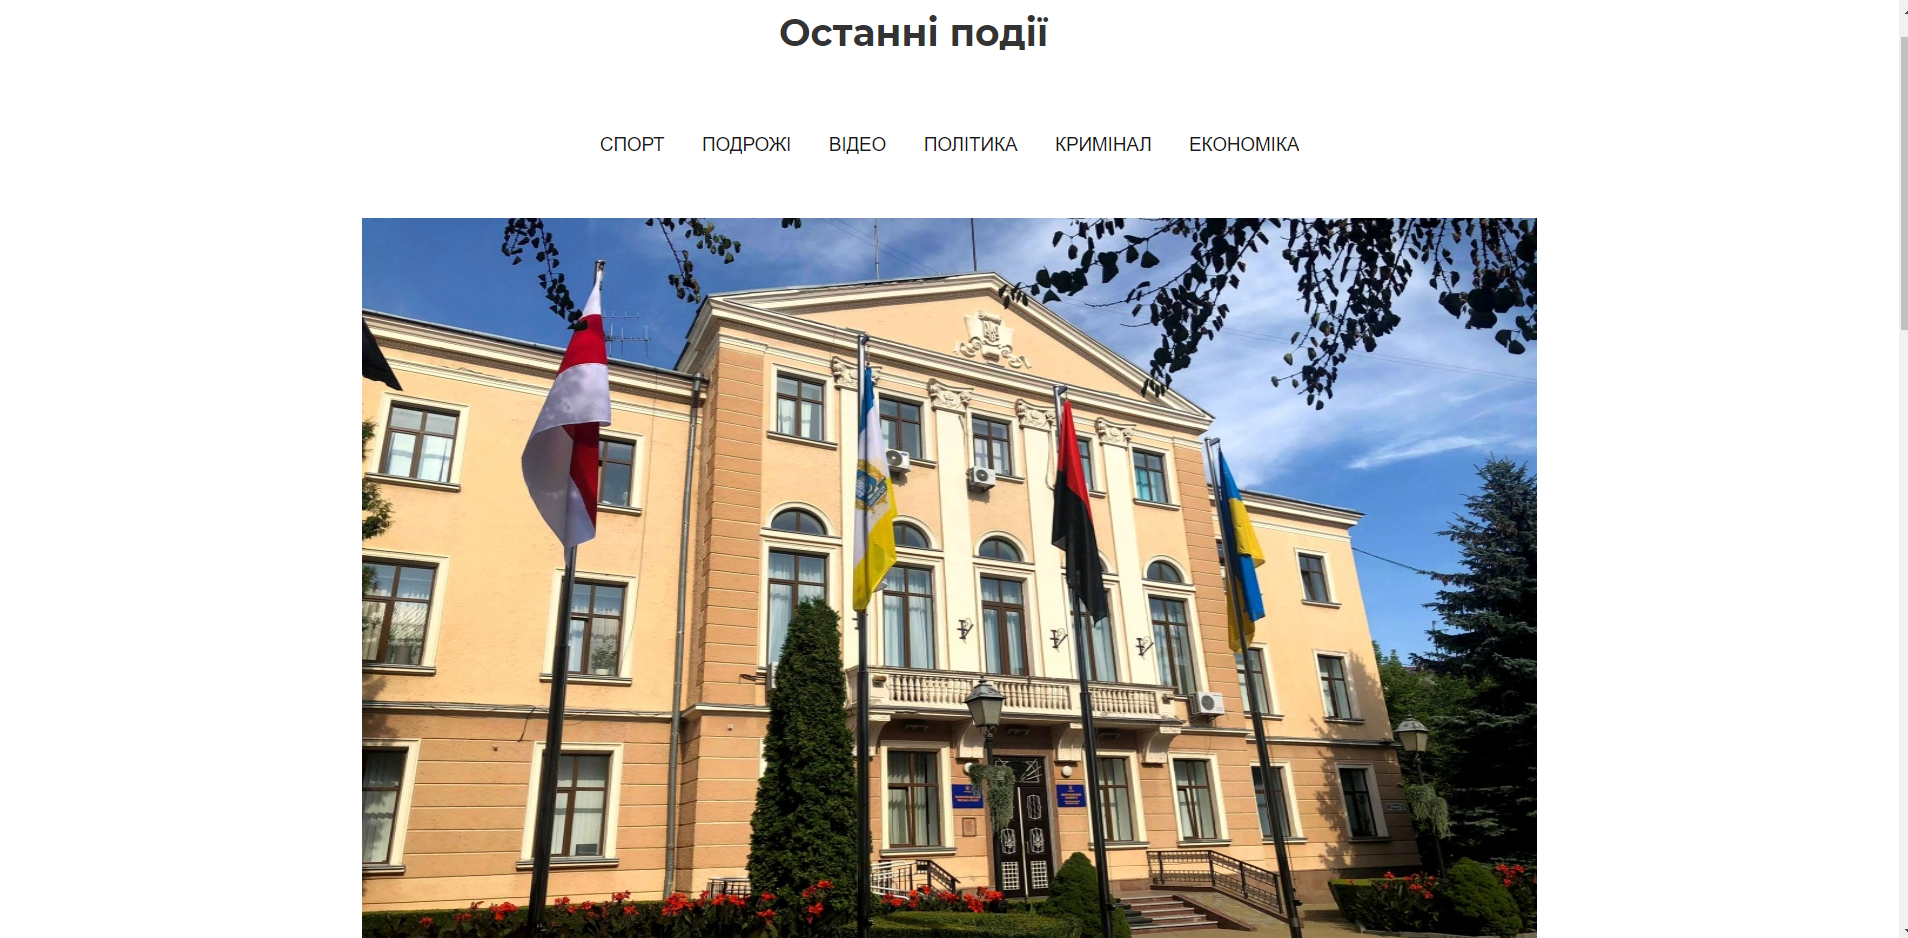 Останні події
СПОРТ ПОДРОЖІ ВІДЕО ПОЛІТИКА КРИМІНАЛ ЕКОНОМІКА